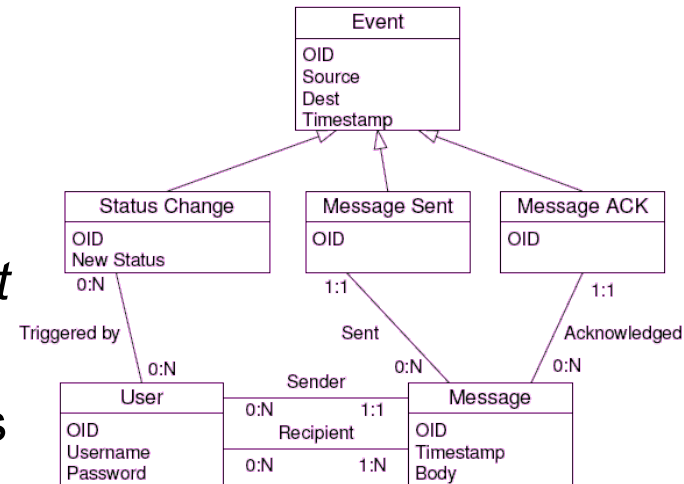 Event
OID
Source
Dest
Timestamp
Status Change
OID
New Status
Message Sent
OID
Message ACK
OID
t
0:N
1:1
1:1
Triggered by
Sent
Acknowledged
0:N
0:N
0:N
Sender
User
OID
Username
Password
0:N
1:1
Recipient
0:N
1:N
Message
OID
Timestamp
Body
s